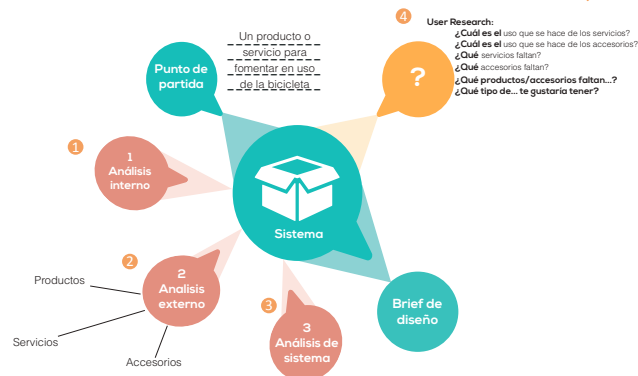 4
User Research:
¿Cuál es el uso que se hace de los servicios?
¿Cuál es el uso que se hace de los accesorios?
¿Qué servicios faltan?
¿Qué accesorios faltan?
¿Qué productos/accesorios faltan...?
¿Qué tipo de... te gustaría tener?
?
Un producto o
servicio para
fomentar en uso
de la bicicleta
Punto de
partida
1
1
Análisis
interno
Sistema
2
2
Analisis
externo
Productos
Servicios
Accesorios
3
3
Análisis de
sistema
Brief de
diseño